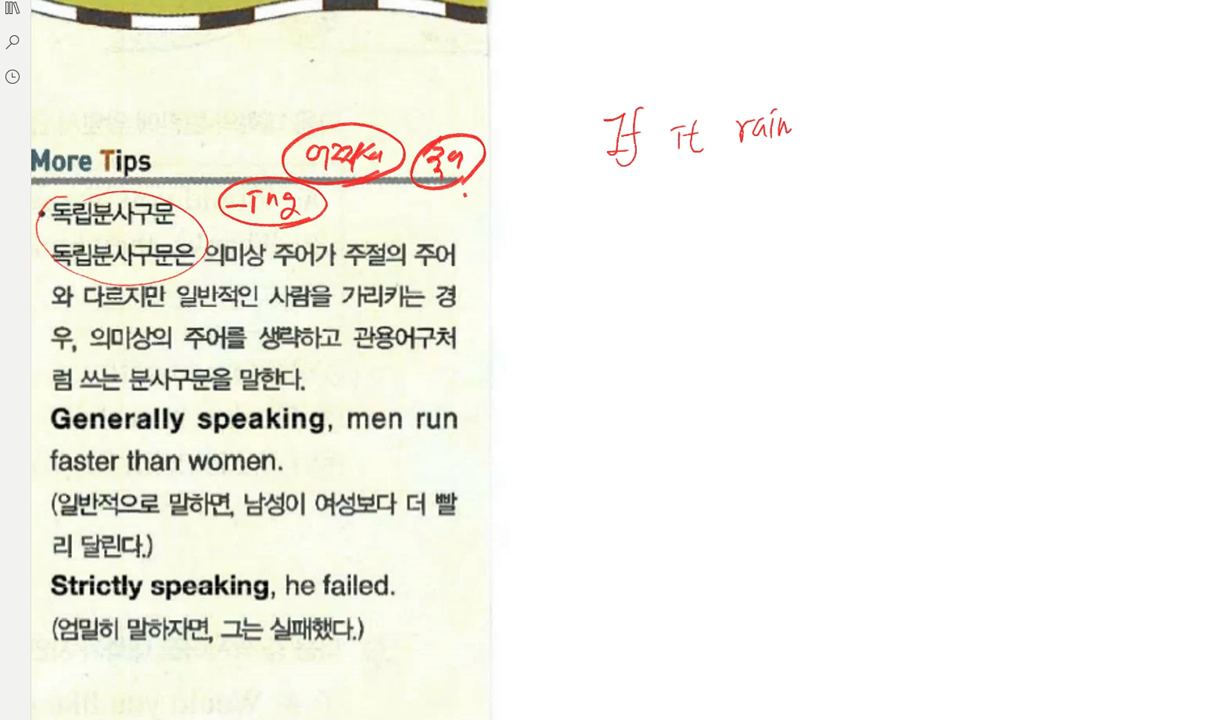 If it rain
More Tips
-ing
• 독립분사구문
독립분사구문은 의미상 주어가 주절의 주어
와 다르지만 일반적인 사람을 가리키는 경
우, 의미상의 주어를 생략하고 관용어구처
럼 쓰는 분사구문을 말한다.
Generally speaking, men run
faster than women.
(일반적으로 말하면, 남성이 여성보다 더 빨
리 달린다.)
Strictly speaking, he failed.
(엄밀히 말하자면, 그는 실패했다.)